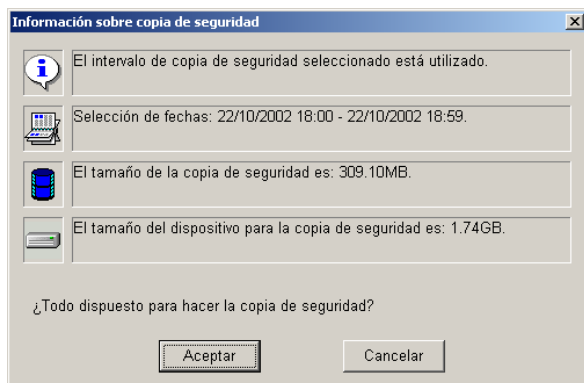 Información sobre copia de seguridad
El intervalo de copia de seguridad seleccionado está utilizado.
Selección de fechas: 22/10/2002 18:00 - 22/10/2002 18:59.
El tamaño de la copia de seguridad es: 309.10MB.
El tamaño del dispositivo para la copia de seguridad es: 1.74GB.
¿Todo dispuesto para hacer la copia de seguridad?
Aceptar
Cancelar